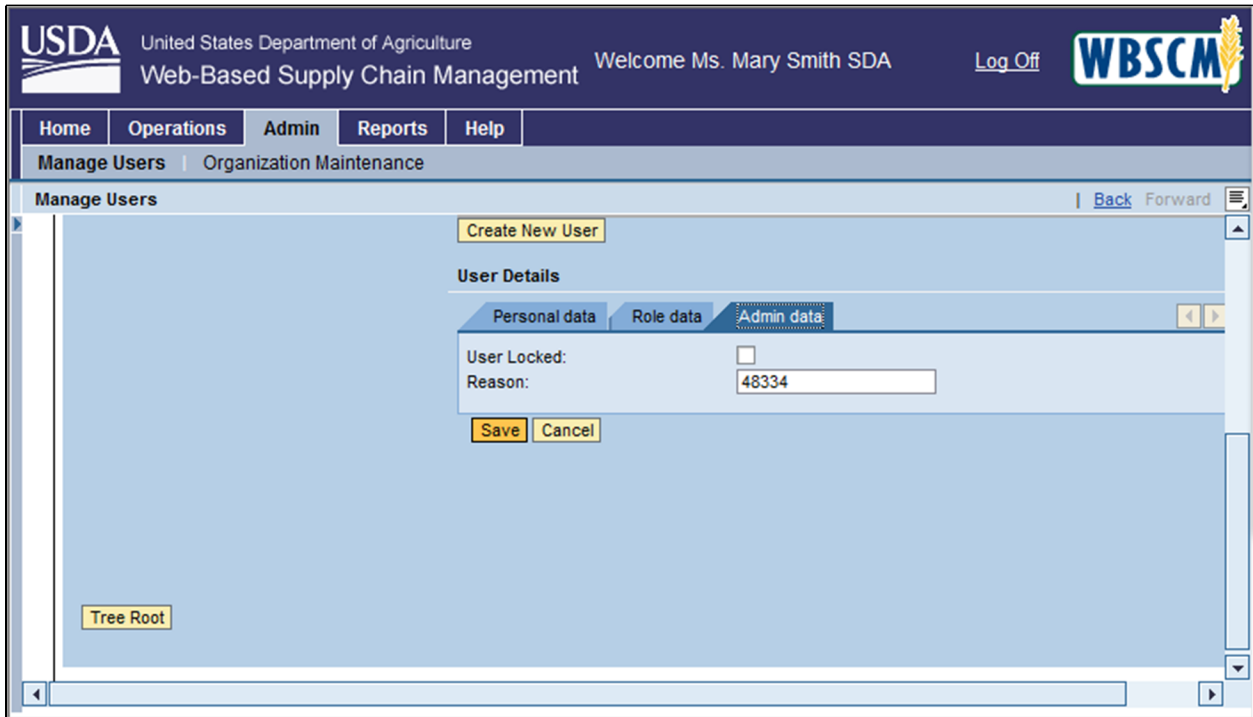 USDA United States Department of Agriculture
Web-Based Supply Chain Management Welcome Ms. Mary Smith SDA Log Off WBSCM
Home Operations Admin Reports Help
Manage Users | Organization Maintenance
Manage Users | Back Forward
Create New User
User Details
Personal data Role data Admin data
User Locked:
Reason: 48334
Save Cancel
Tree Root